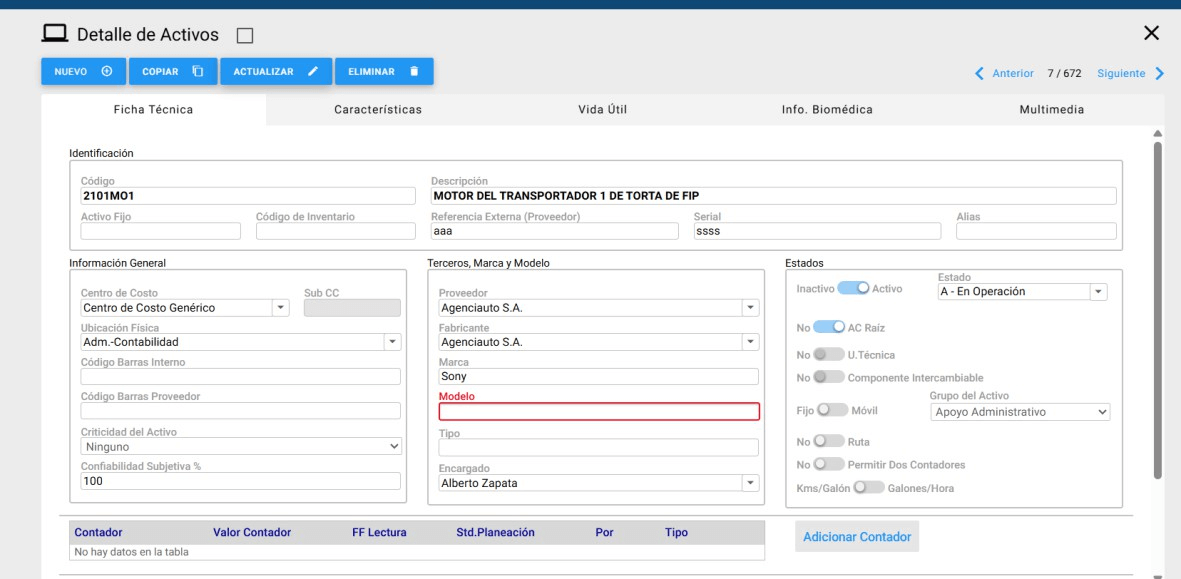 Detalle de Activos
NUEVO COPIAR ACTUALIZAR ELIMINAR
Anterior 7 / 672 Siguiente
Ficha Técnica Características Vida Útil Info. Biomédica Multimedia
Identificación
Código Descripción
2101MO1 MOTOR DEL TRANSPORTADOR 1 DE TORTA DE FIP
Activo Fijo Código de Inventario Referencia Externa (Proveedor) Serial Alias
aaa ssss
Información General
Centro de Costo Sub CC
Centro de Costo Genérico
Ubicación Física
Adm.-Contabilidad
Código Barras Interno
Código Barras Proveedor
Criticidad del Activo
Ninguno
Confiabilidad Subjetiva %
100
Terceros, Marca y Modelo
Proveedor
Agenciauto S.A.
Fabricante
Agenciauto S.A.
Marca
Sony
Modelo
Tipo
Encargado
Alberto Zapata
Estados
Inactivo Activo
Estado
A - En Operación
No AC Raíz
No U.Técnica
No Componente Intercambiable
Fijo Móvil
Grupo del Activo
Apoyo Administrativo
No Ruta
No Permitir Dos Contadores
Kms/Galón Galones/Hora
Contador Valor Contador FF Lectura Std.Planeación Por Tipo
No hay datos en la tabla
Adicionar Contador